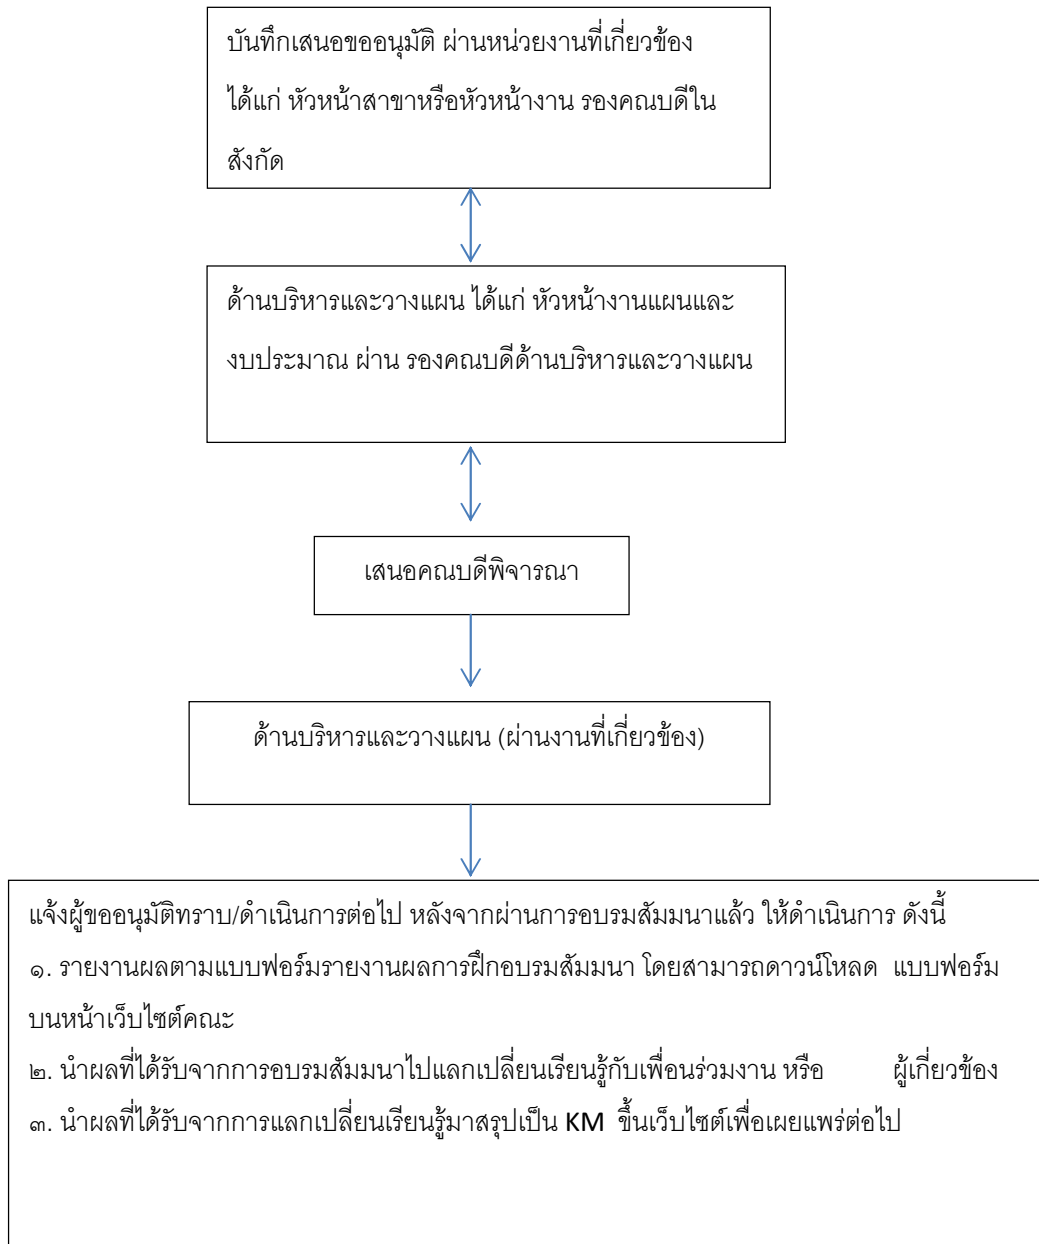 บันทึกเสนอขออนุมัติ ผ่านหน่วยงานที่เกี่ยวข้อง
ได้แก่ หัวหน้าสาขาหรือหัวหน้างาน รองคณบดีใน
สังกัด
ด้านบริหารและวางแผน ได้แก่ หัวหน้างานแผนและ
งบประมาณ ผ่าน รองคณบดีด้านบริหารและวางแผน
เสนอคณบดีพิจารณา
ด้านบริหารและวางแผน (ผ่านงานที่เกี่ยวข้อง)
แจ้งผู้ขออนุมัติทราบ/ดำเนินการต่อไป หลังจากผ่านการอบรมสัมมนาแล้ว ให้ดำเนินการ ดังนี้
๑. รายงานผลตามแบบฟอร์มรายงานผลการฝึกอบรมสัมมนา โดยสามารถดาวน์โหลด แบบฟอร์ม
บนหน้าเว็บไซต์คณะ
๒. นำผลที่ได้รับจากการอบรมสัมมนาไปแลกเปลี่ยนเรียนรู้กับเพื่อนร่วมงาน หรือ ผู้เกี่ยวข้อง
๓. นำผลที่ได้รับจากการแลกเปลี่ยนเรียนรู้มาสรุปเป็น KM ขึ้นเว็บไซต์เพื่อเผยแพร่ต่อไป